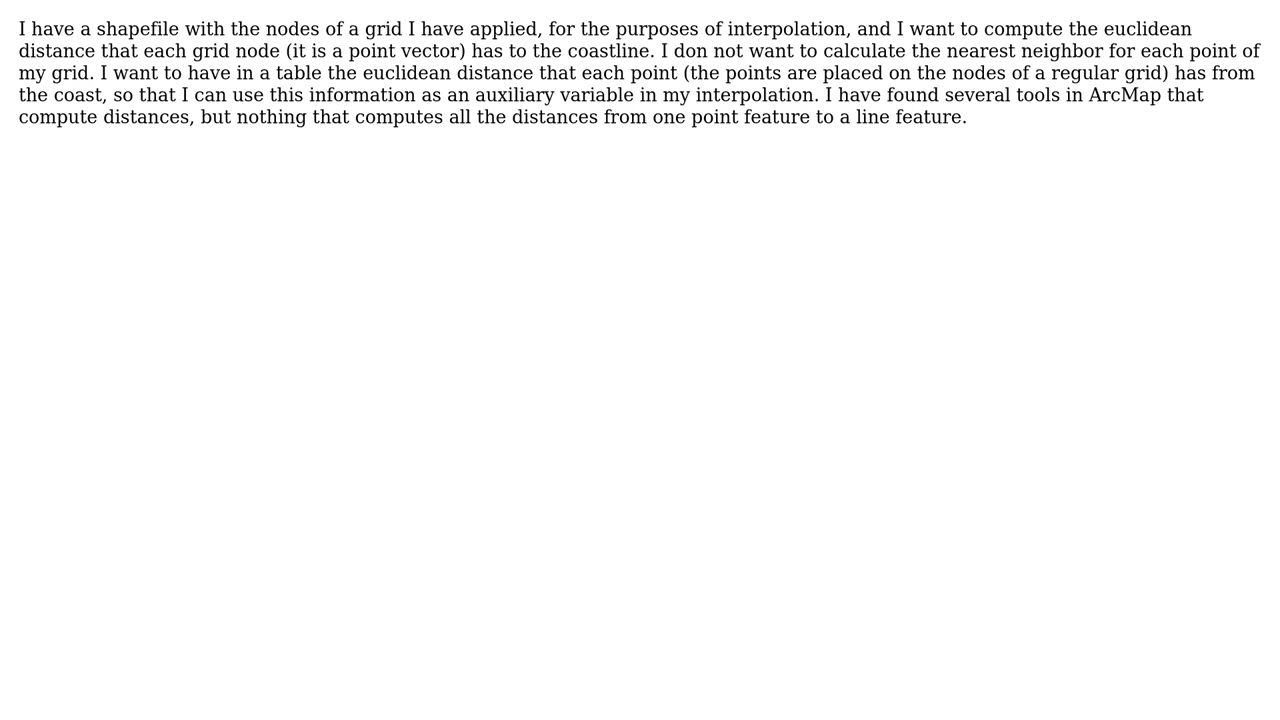 I have a shapefile with the nodes of a grid I have applied, for the purposes of interpolation, and I want to compute the euclidean
distance that each grid node (it is a point vector) has to the coastline. I don not want to calculate the nearest neighbor for each point of
my grid. I want to have in a table the euclidean distance that each point (the points are placed on the nodes of a regular grid) has from
the coast, so that I can use this information as an auxiliary variable in my interpolation. I have found several tools in ArcMap that
compute distances, but nothing that computes all the distances from one point feature to a line feature.